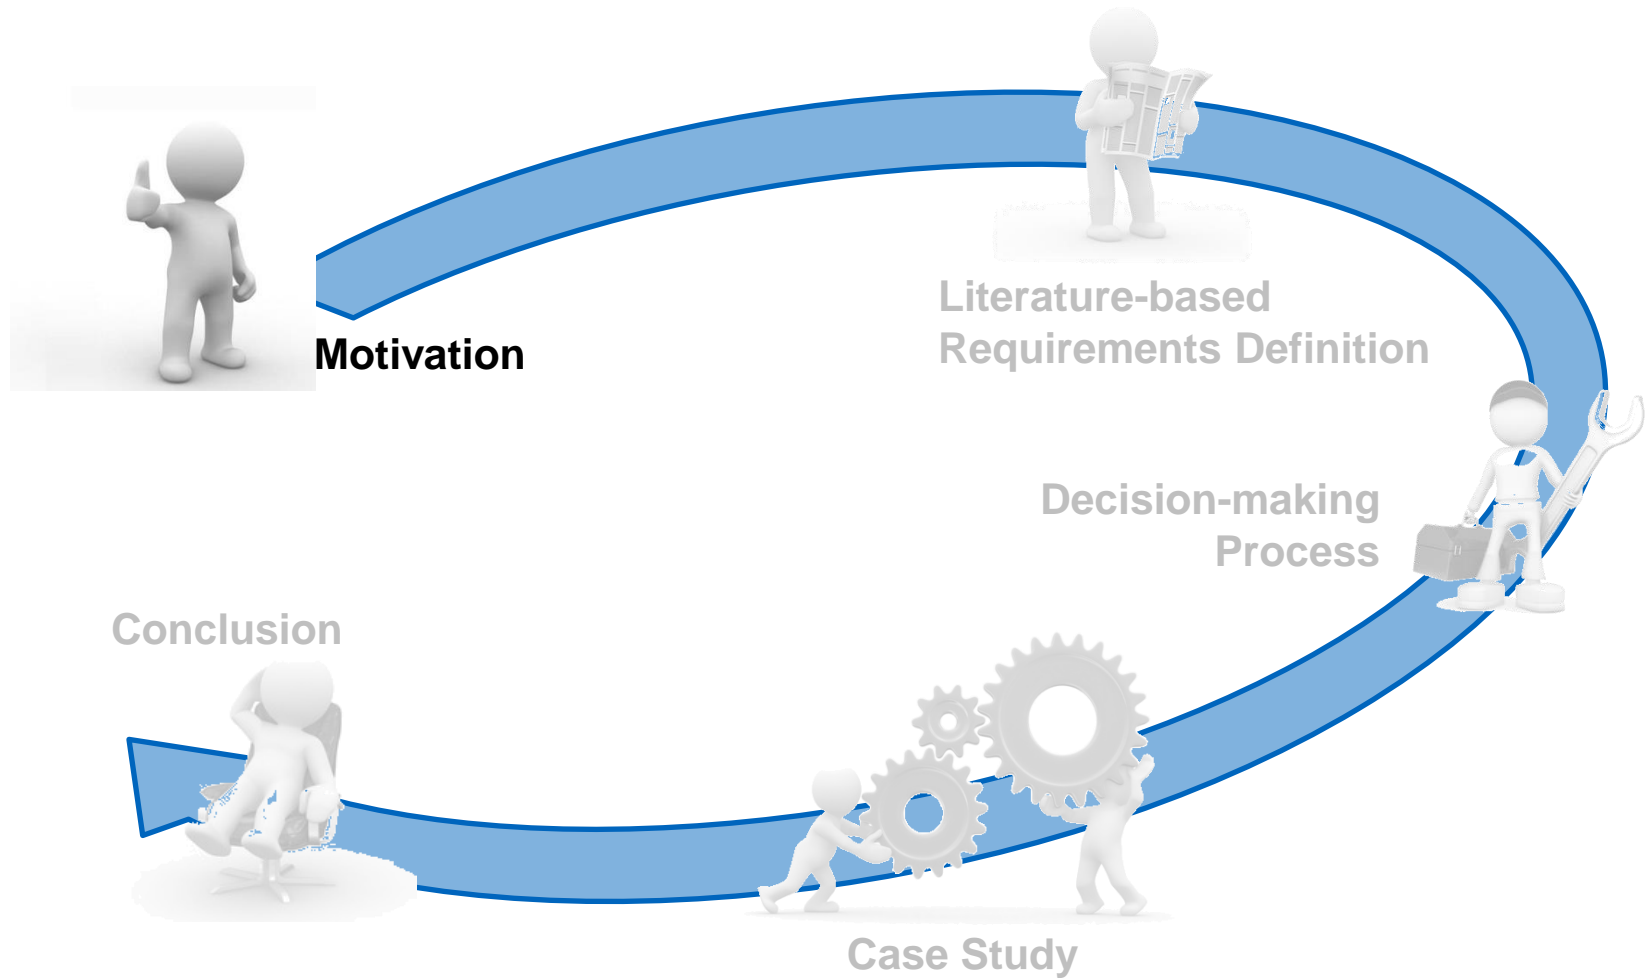 Motivation
Literature-based
Requirements Definition
Decision-making
Process
Case Study
Conclusion